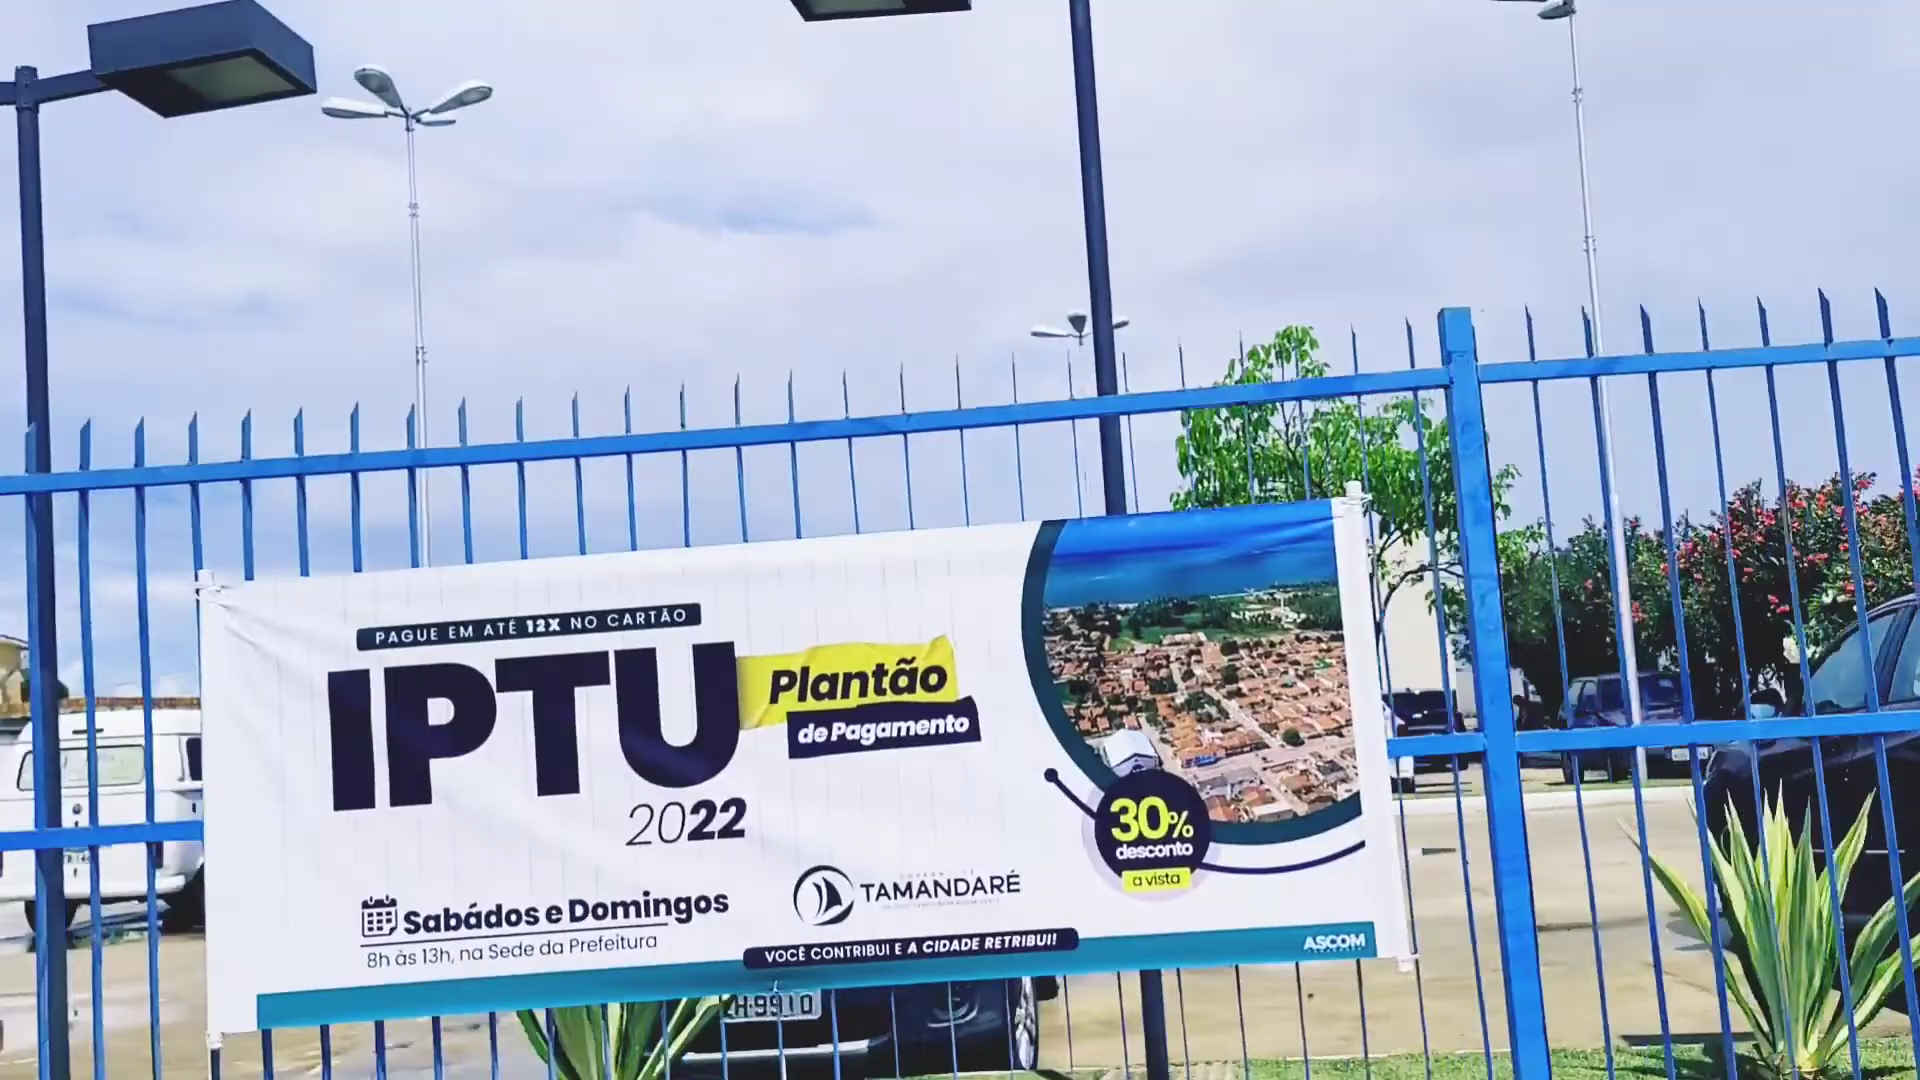 PAGUE EM ATÉ 12X NO CARTÃO
IPTU
Plantão
de Pagamento
2022
30%
desconto
a vista
Sabádos e Domingos
8h às 13h, na Sede da Prefeitura
TAMANDARÉ
VOCÊ CONTRIBUI E A CIDADE RETRIBUI!
ASCOM